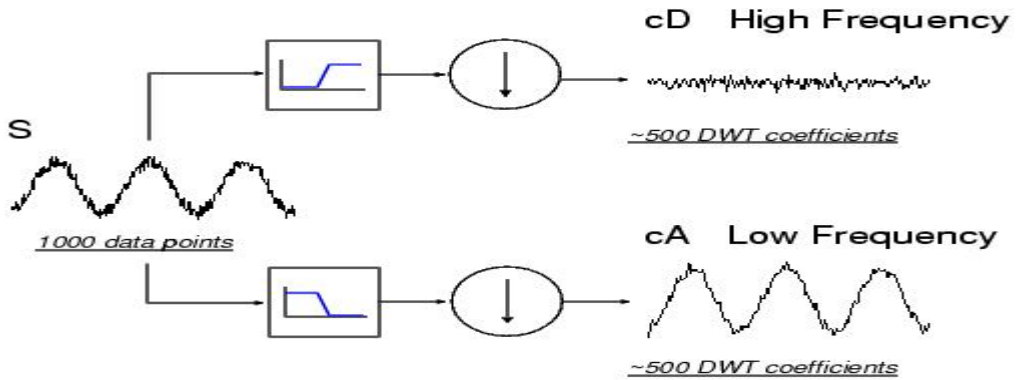 cD High Frequency
~500 DWT coefficients
S
1000 data points
cA Low Frequency
~500 DWT coefficients